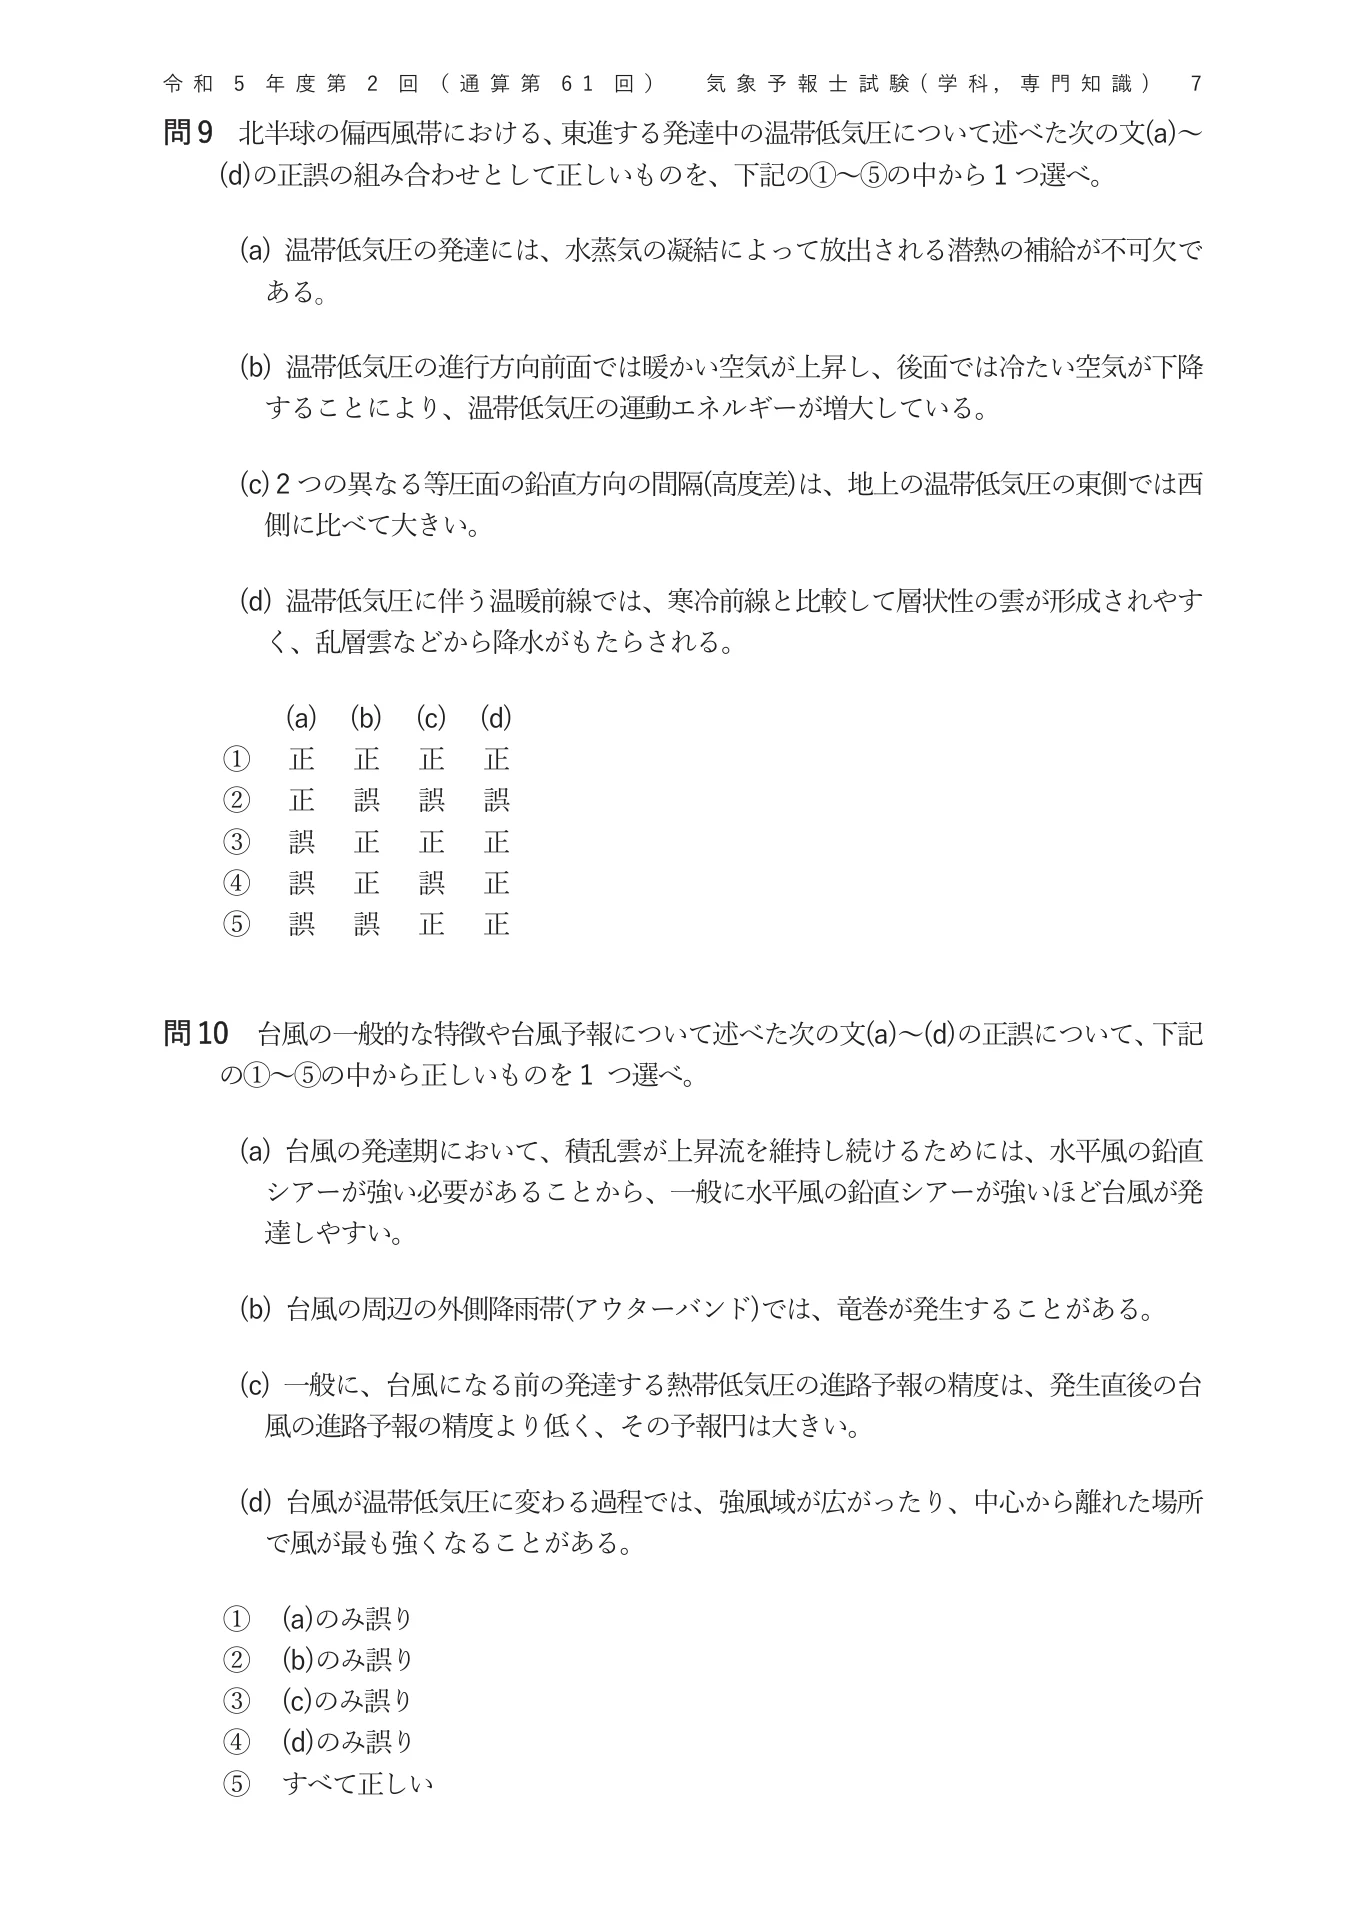 令和5年度第2回(通算第61回) 気象予報士試験(学科, 専門知識) 7
問9 北半球の偏西風帯における、東進する発達中の温帯低気圧について述べた次の文(a)～
(d)の正誤の組み合わせとして正しいものを、下記の①～⑤の中から1つ選べ。
(a) 温帯低気圧の発達には、水蒸気の凝結によって放出される潜熱の補給が不可欠で
ある。
(b) 温帯低気圧の進行方向前面では暖かい空気が上昇し、後面では冷たい空気が下降
することにより、温帯低気圧の運動エネルギーが増大している。
(c) 2つの異なる等圧面の鉛直方向の間隔(高度差)は、地上の温帯低気圧の東側では西
側に比べて大きい。
(d) 温帯低気圧に伴う温暖前線では、寒冷前線と比較して層状性の雲が形成されやす
く、乱層雲などから降水がもたらされる。
(a) (b) (c) (d)
① 正 正 正 正
② 正 誤 誤 誤
③ 誤 正 正 正
④ 誤 正 誤 正
⑤ 誤 誤 正 正
問10 台風の一般的な特徴や台風予報について述べた次の文(a)～(d)の正誤について、下記
の①～⑤の中から正しいものを1 つ選べ。
(a) 台風の発達期において、積乱雲が上昇流を維持し続けるためには、水平風の鉛直
シアーが強い必要があることから、一般に水平風の鉛直シアーが強いほど台風が発
達しやすい。
(b) 台風の周辺の外側降雨帯(アウターバンド)では、竜巻が発生することがある。
(c) 一般に、台風になる前の発達する熱帯低気圧の進路予報の精度は、発生直後の台
風の進路予報の精度より低く、その予報円は大きい。
(d) 台風が温帯低気圧に変わる過程では、強風域が広がったり、中心から離れた場所
で風が最も強くなることがある。
① (a)のみ誤り
② (b)のみ誤り
③ (c)のみ誤り
④ (d)のみ誤り
⑤ すべて正しい